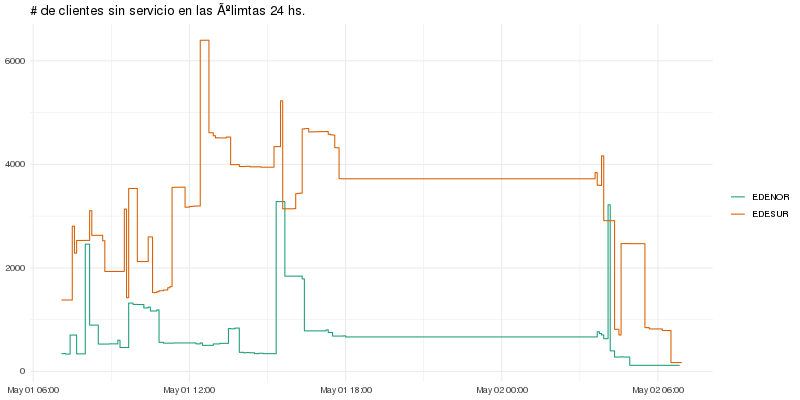 # de clientes sin servicio en las Ãºlimtas 24 hs.
6000
4000
2000
0
May 01 06:00
May 01 12:00
May 01 18:00
May 02 00:00
May 02 06:00
EDENOR
EDESUR